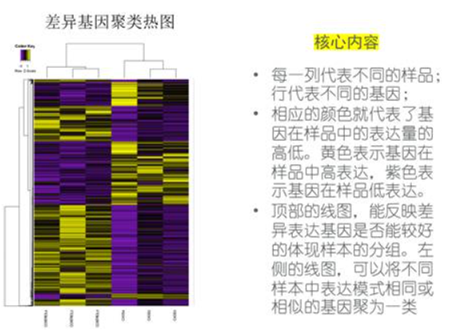 差异基因聚类热图
Color Key
核心内容
• 每一列代表不同的样品；
行代表不同的基因；
• 相应的颜色就代表了基
因在样品中的表达量的
高低。黄色表示基因在
样品中高表达，紫色表
示基因在样品低表达。
• 顶部的线图，能反映差
异表达基因是否能较好
的体现样本的分组。左
侧的线图，可以将不同
样本中表达模式相同或
相似的基因聚为一类